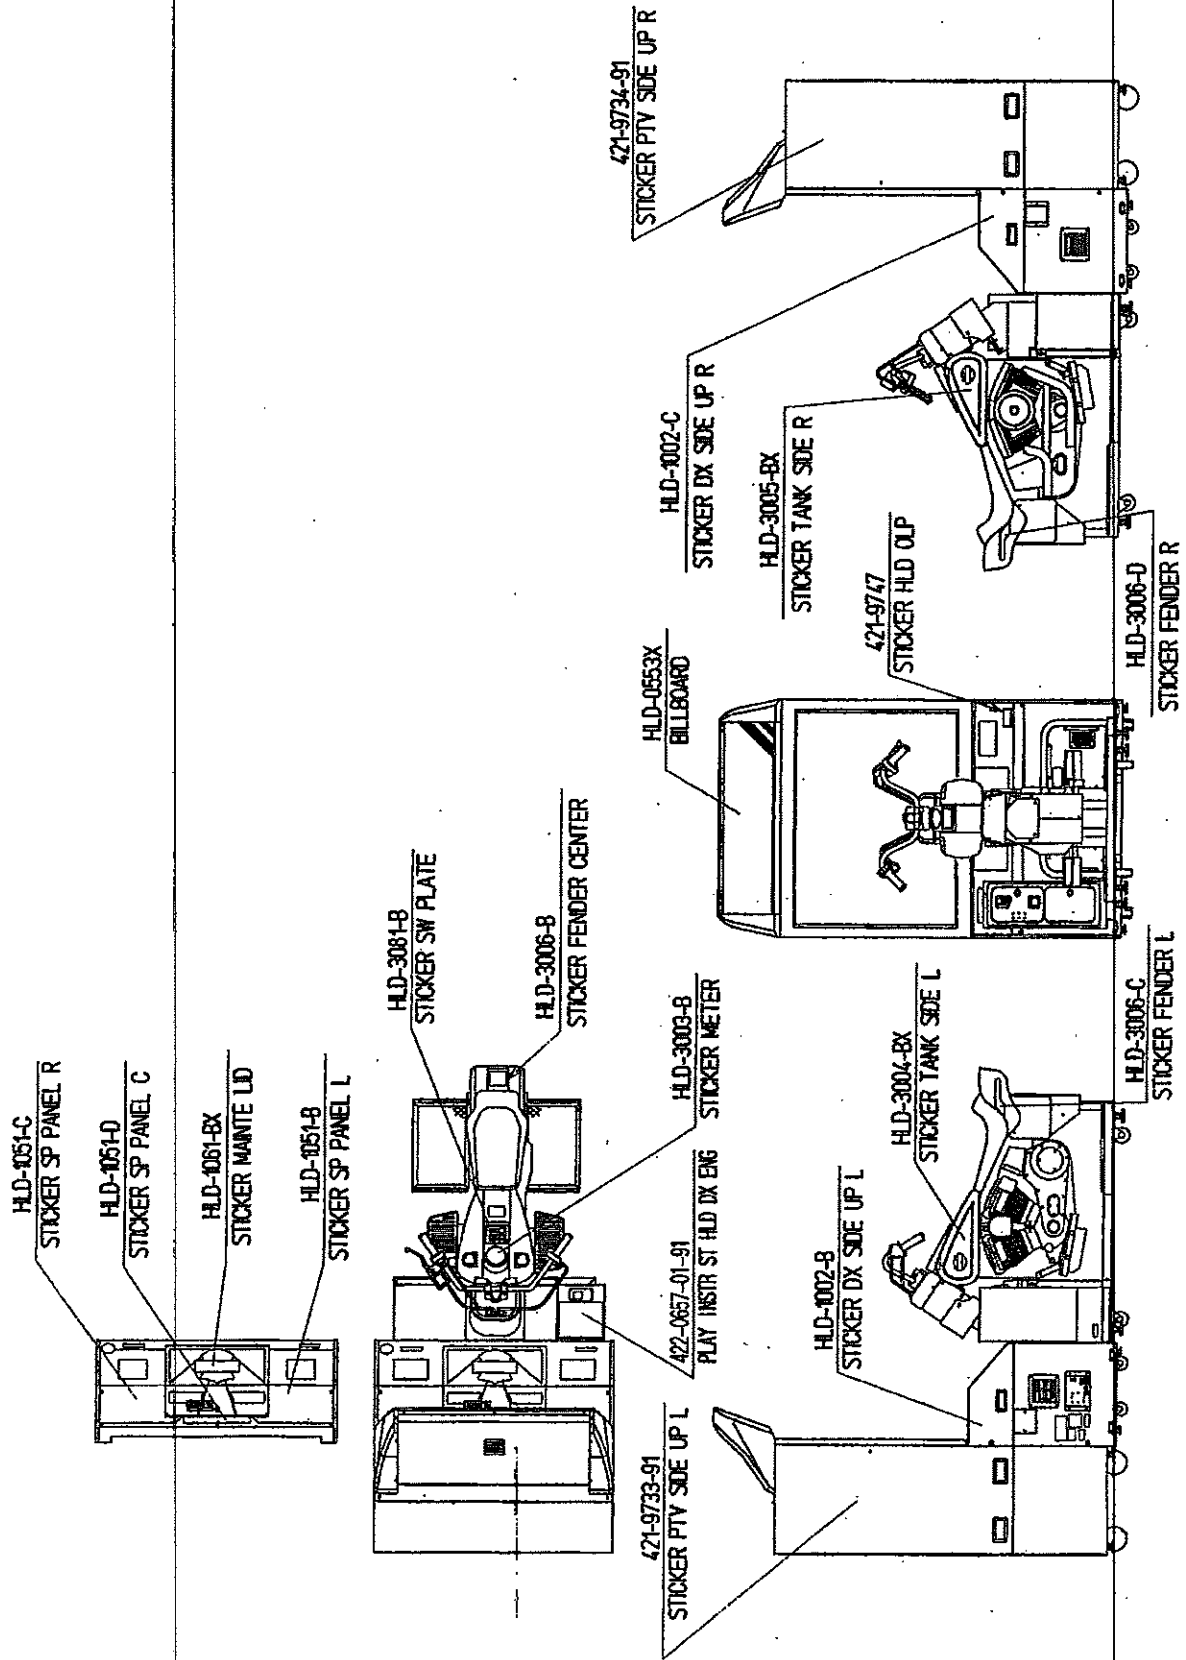 HLD-1051-C
STICKER SP PANEL R
HLD-1051-D
STICKER SP PANEL C
HLD-1061-BX
STICKER MAINTE LID
HLD-1051-B
STICKER SP PANEL L
HLD-3081-B
STICKER SW PLATE
HLD-3006-B
STICKER FENDER CENTER
HLD-3003-B
STICKER METER
422-0657-01-91
PLAY INSTR ST HLD DX ENG
421-9733-91
STICKER PTV SIDE UP L
HLD-1002-B
STICKER DX SIDE UP L
HLD-3004-BX
STICKER TANK SIDE L
HLD-3006-C
STICKER FENDER L
HLD-0553X
BILLBOARD
421-9747
STICKER HLD OLP
421-9734-91
STICKER PTV SIDE UP R
HLD-1002-C
STICKER DX SIDE UP R
HLD-3005-BX
STICKER TANK SIDE R
HLD-3006-D
STICKER FENDER R